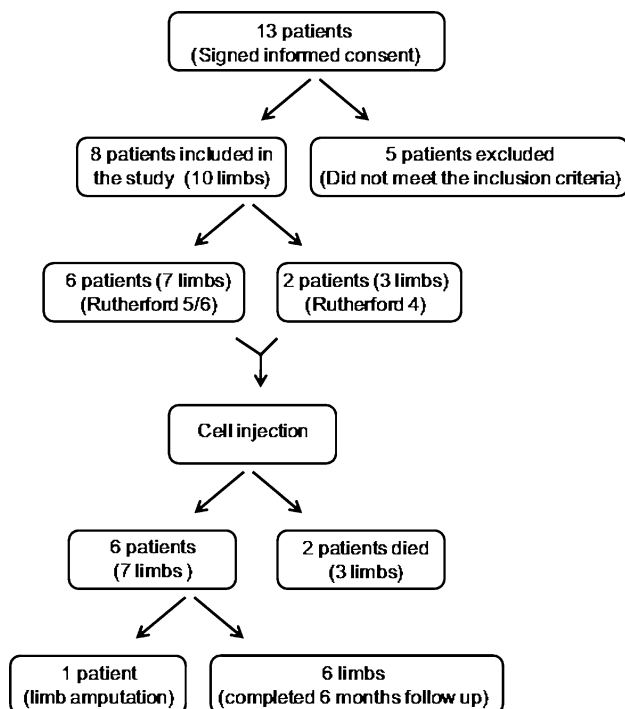 13 patients
(Signed informed consent)
8 patients included in
the study (10 limbs)
5 patients excluded
(Did not meet the inclusion criteria)
6 patients (7 limbs)
(Rutherford 5/6)
2 patients (3 limbs)
(Rutherford 4)
Cell injection
6 patients
(7 limbs )
2 patients died
(3 limbs)
1 patient
(limb amputation)
6 limbs
(completed 6 months follow up)